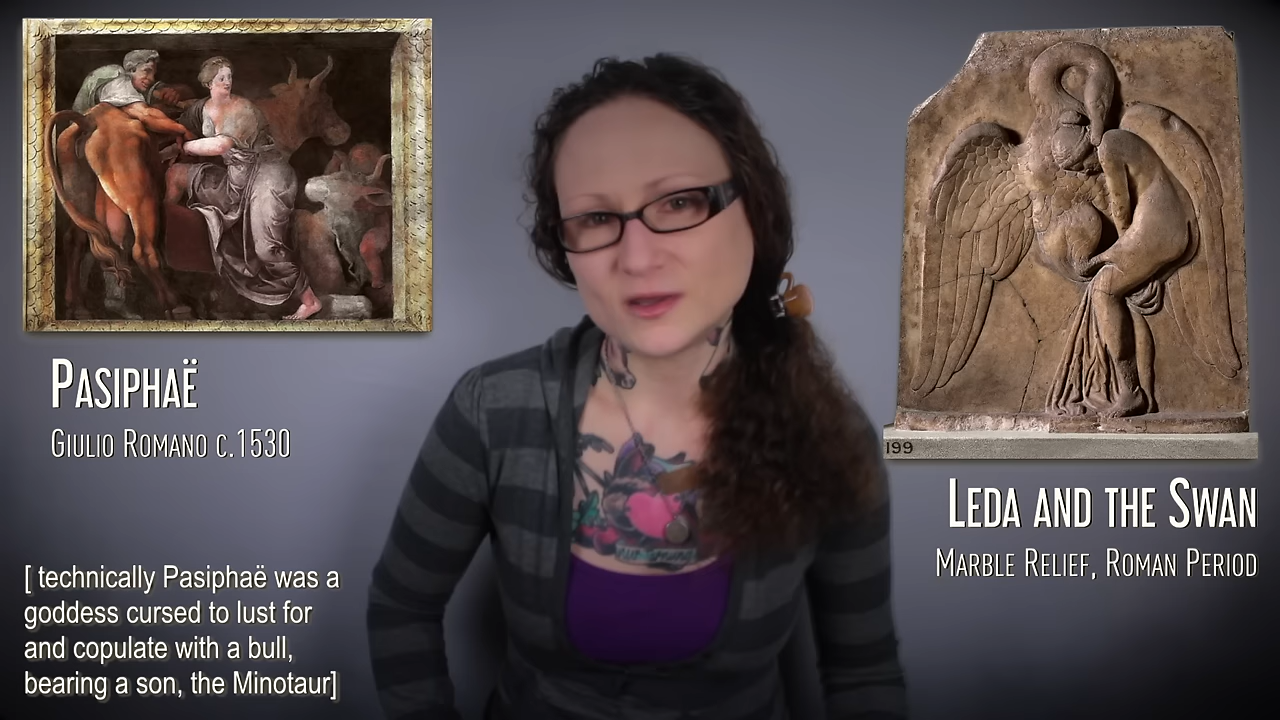 Pasiphaë
Giulio Romano c.1530
[ technically Pasiphaë was a
goddess cursed to lust for
and copulate with a bull,
bearing a son, the Minotaur]
199
Leda and the Swan
Marble Relief, Roman Period